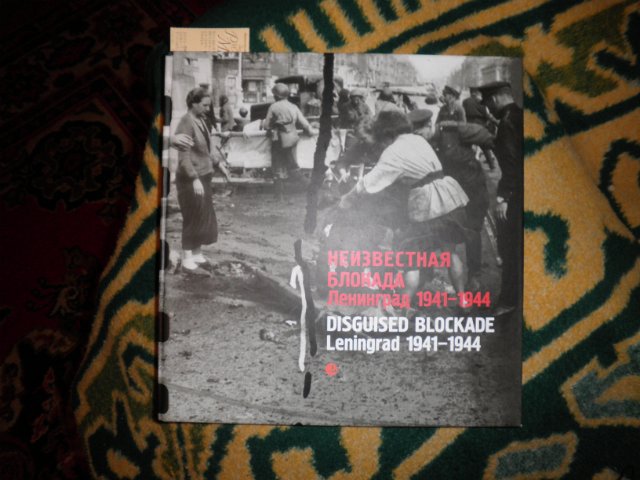 НЕИЗВЕСТНАЯ
БЛОКАДА
Ленинград 1941–1944
DISGUISED BLOCKADE
Leningrad 1941–1944